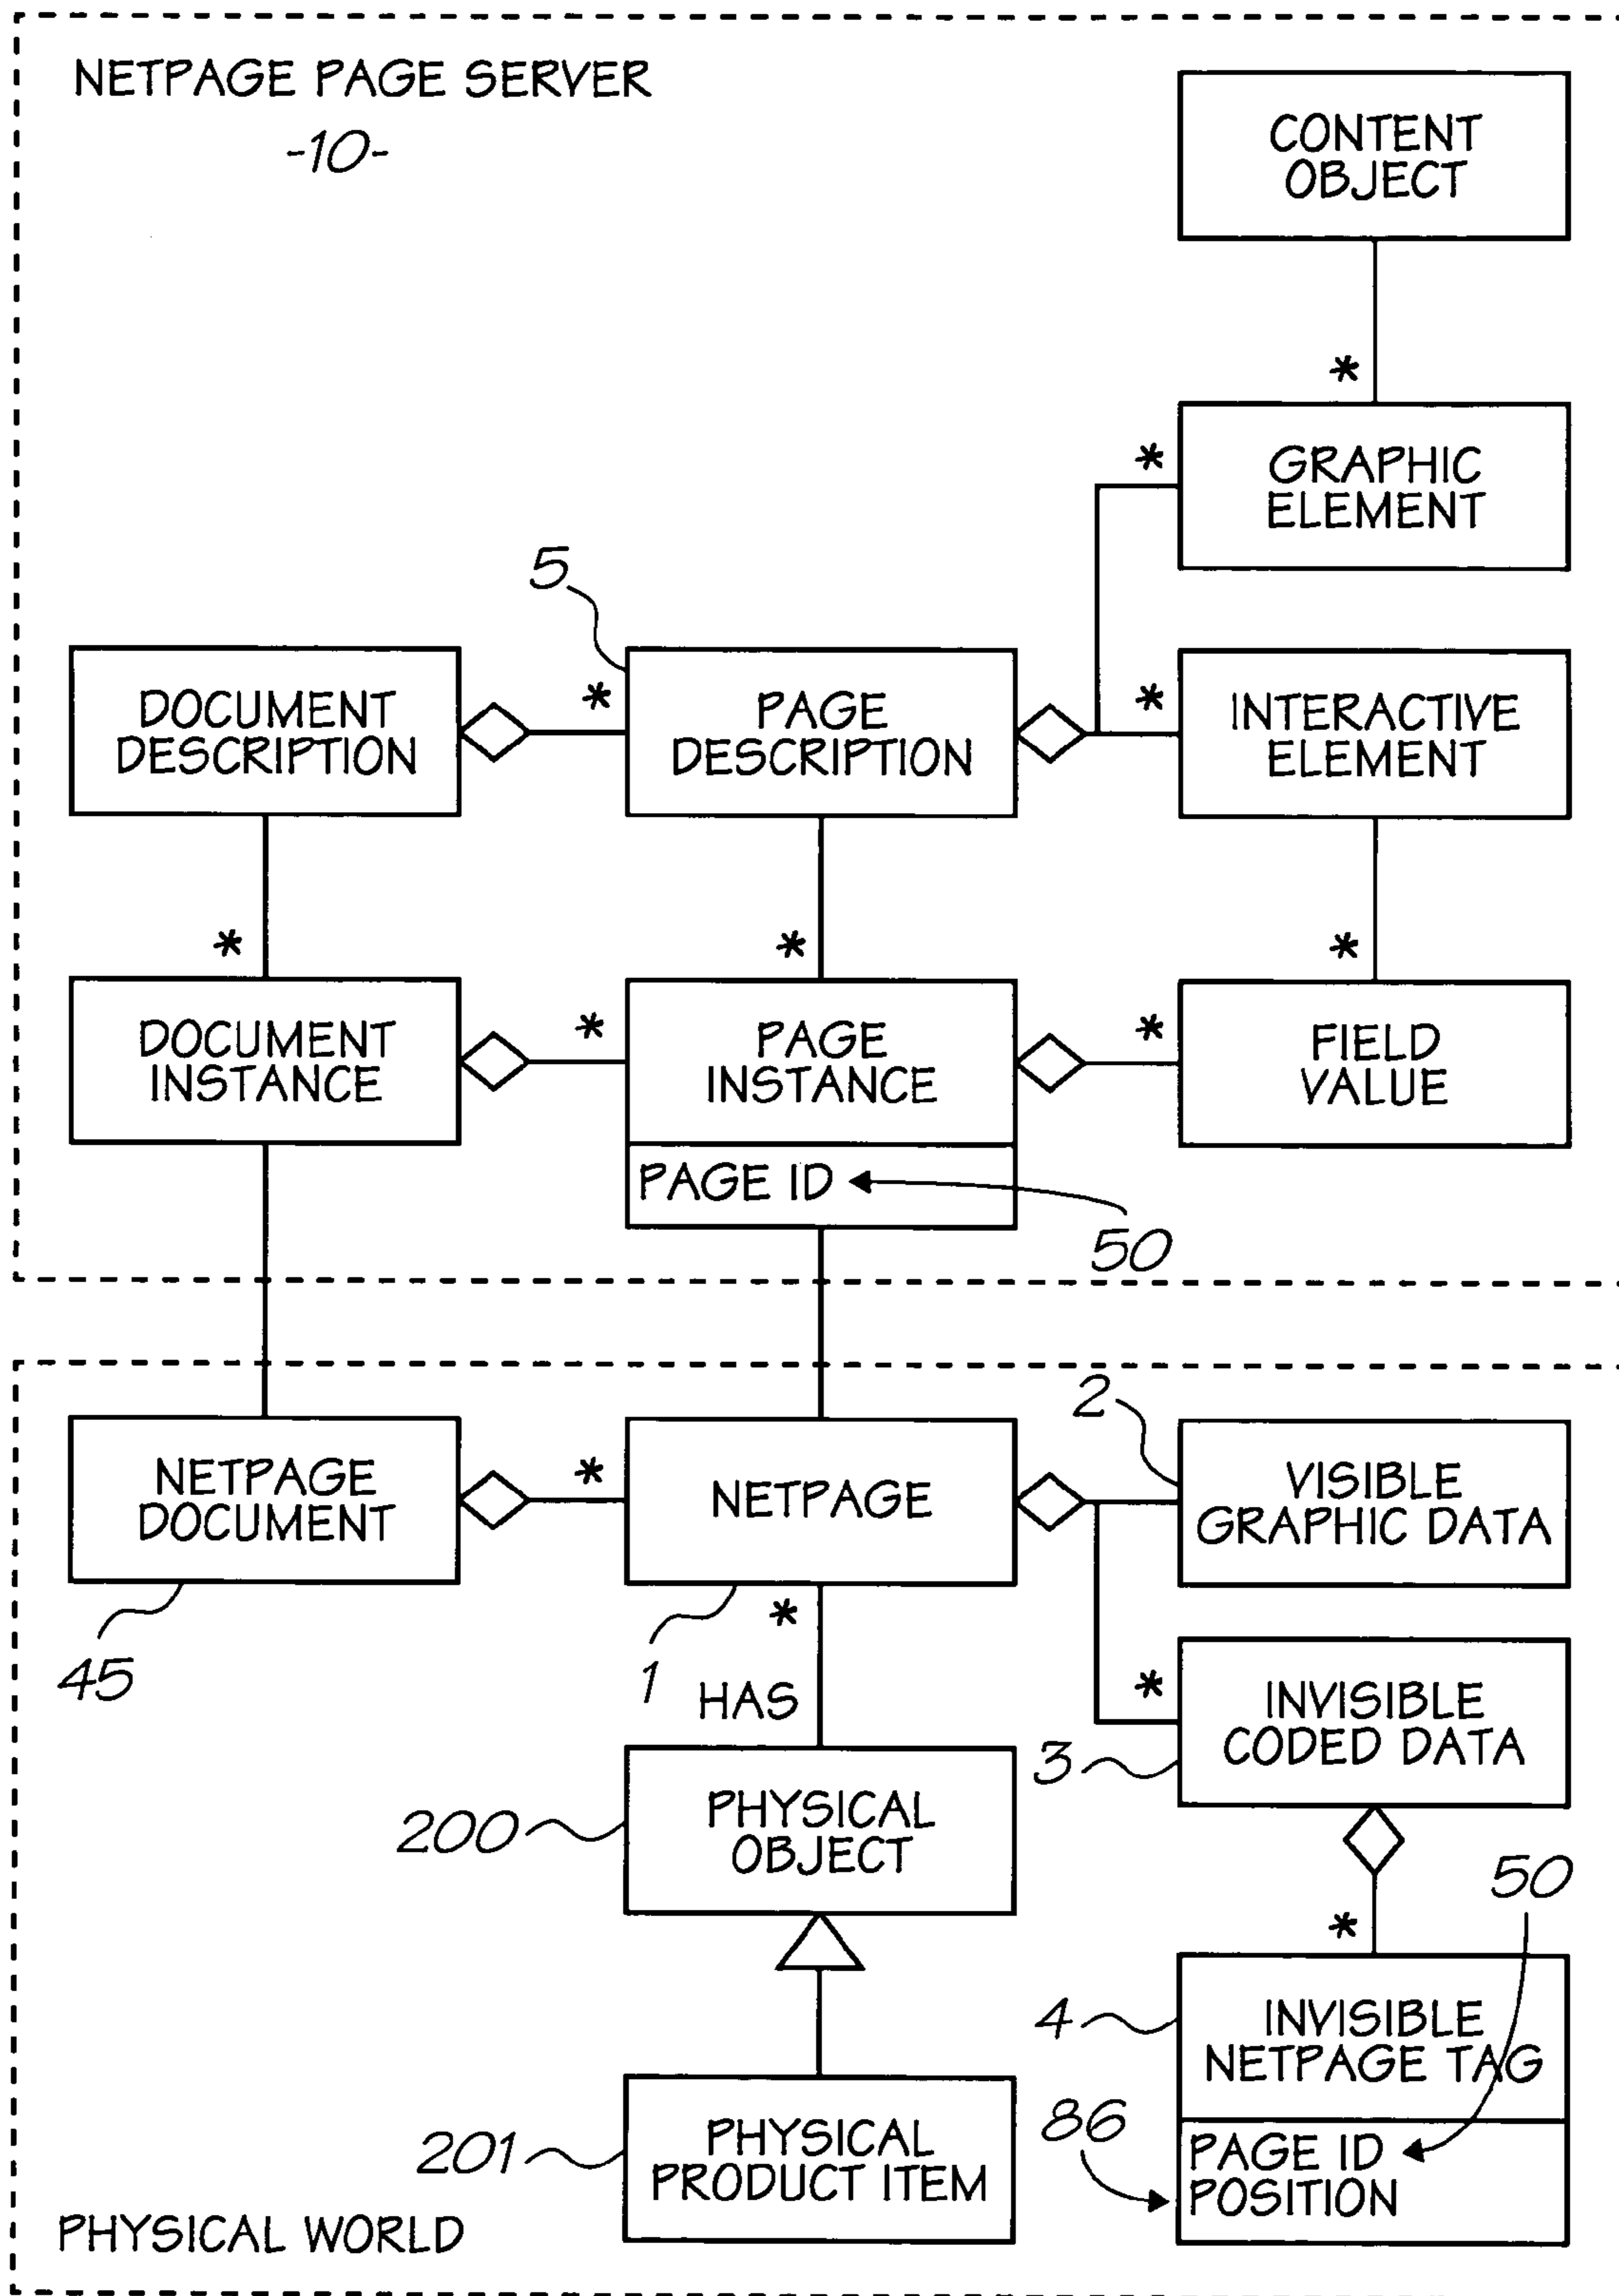 NETPAGE PAGE SERVER
-10-
CONTENT
OBJECT
*
*
GRAPHIC
ELEMENT
5
DOCUMENT
DESCRIPTION
*
PAGE
DESCRIPTION
*
INTERACTIVE
ELEMENT
*
*
*
DOCUMENT
INSTANCE
*
PAGE
INSTANCE
*
FIELD
VALUE
PAGE ID
50
2
NETPAGE
DOCUMENT
*
NETPAGE
VISIBLE
GRAPHIC DATA
45
1
*
HAS
*
INVISIBLE
CODED DATA
3
200
PHYSICAL
OBJECT
50
*
4
INVISIBLE
NETPAGE TAG
86
PAGE ID
POSITION
201
PHYSICAL
PRODUCT ITEM
PHYSICAL WORLD